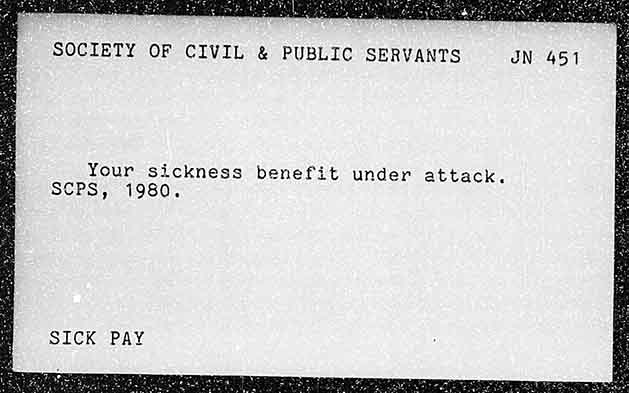 SOCIETY OF CIVIL & PUBLIC SERVANTS JN 451
Your sickness benefit under attack.
SCPS, 1980.
SICK PAY